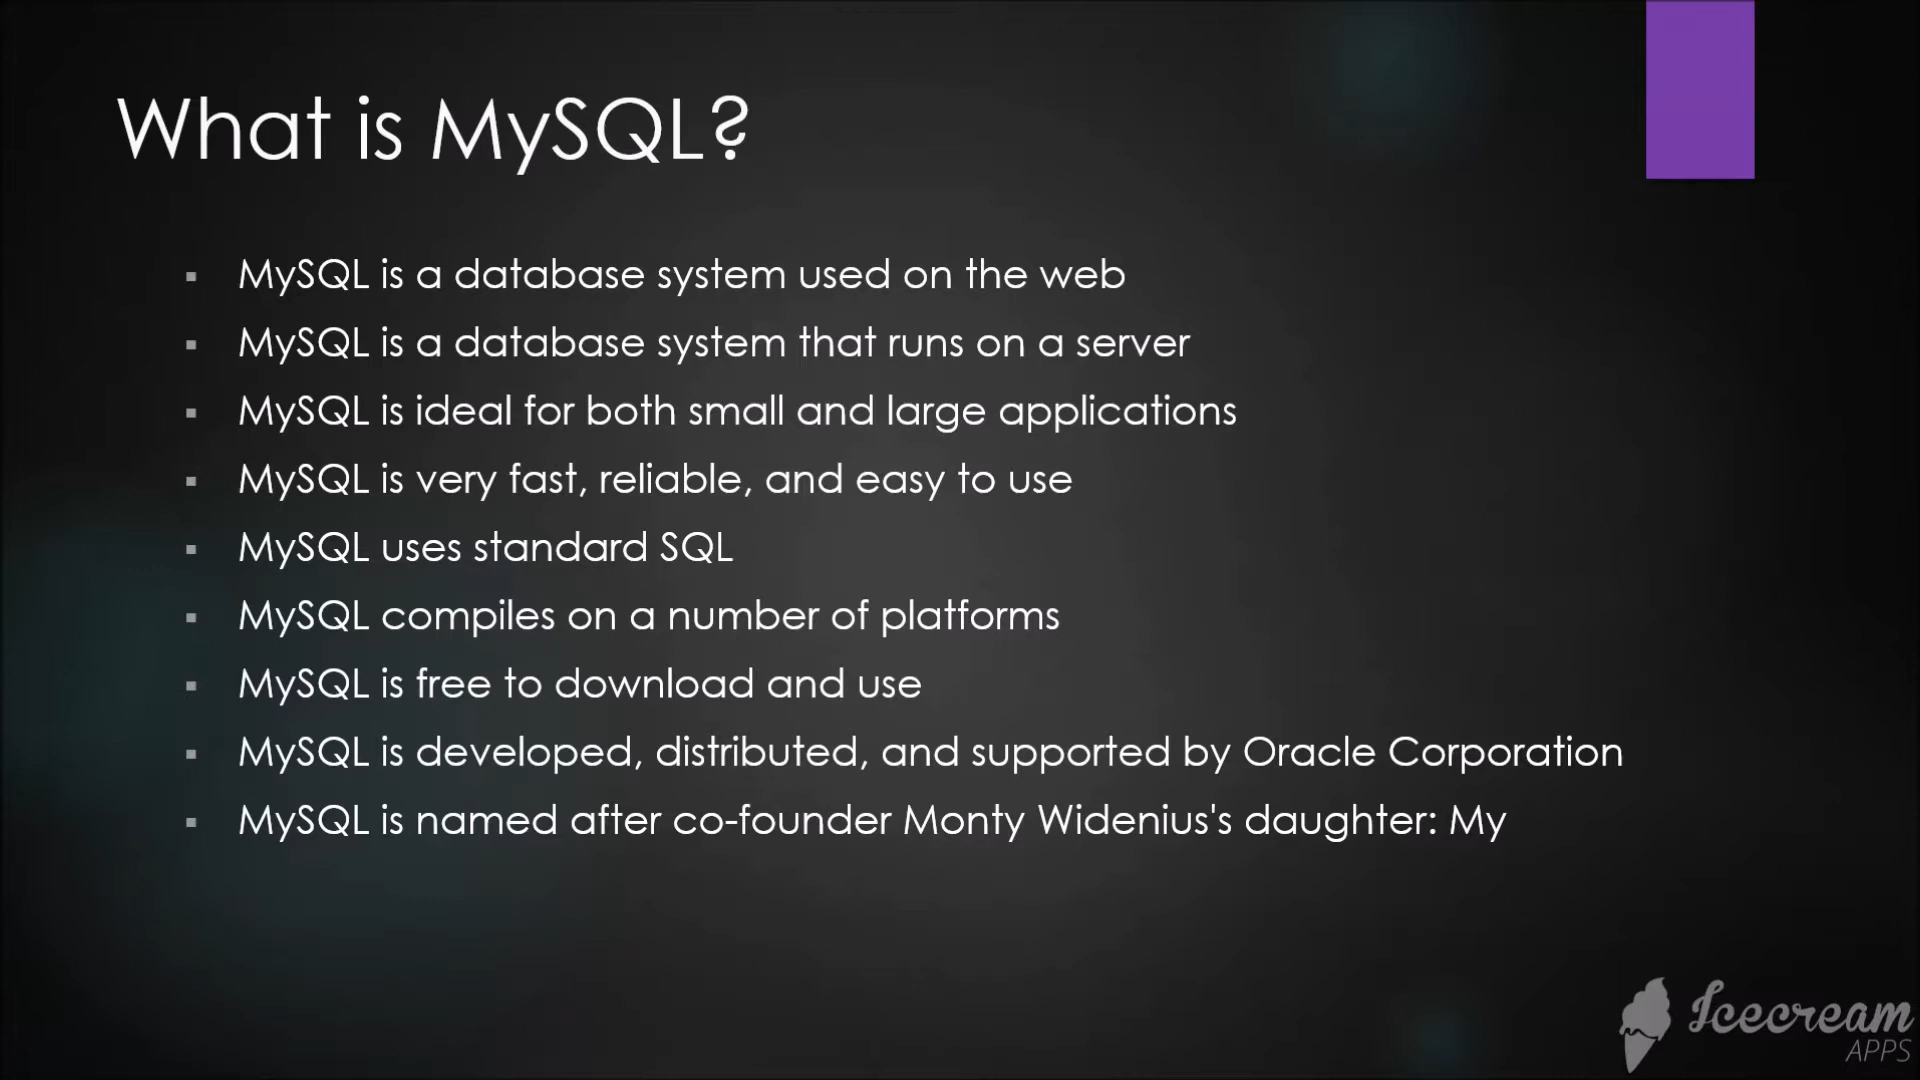 What is MySQL?
▪ MySQL is a database system used on the web
▪ MySQL is a database system that runs on a server
▪ MySQL is ideal for both small and large applications
▪ MySQL is very fast, reliable, and easy to use
▪ MySQL uses standard SQL
▪ MySQL compiles on a number of platforms
▪ MySQL is free to download and use
▪ MySQL is developed, distributed, and supported by Oracle Corporation
▪ MySQL is named after co-founder Monty Widenius's daughter: My
Icecream
APPS